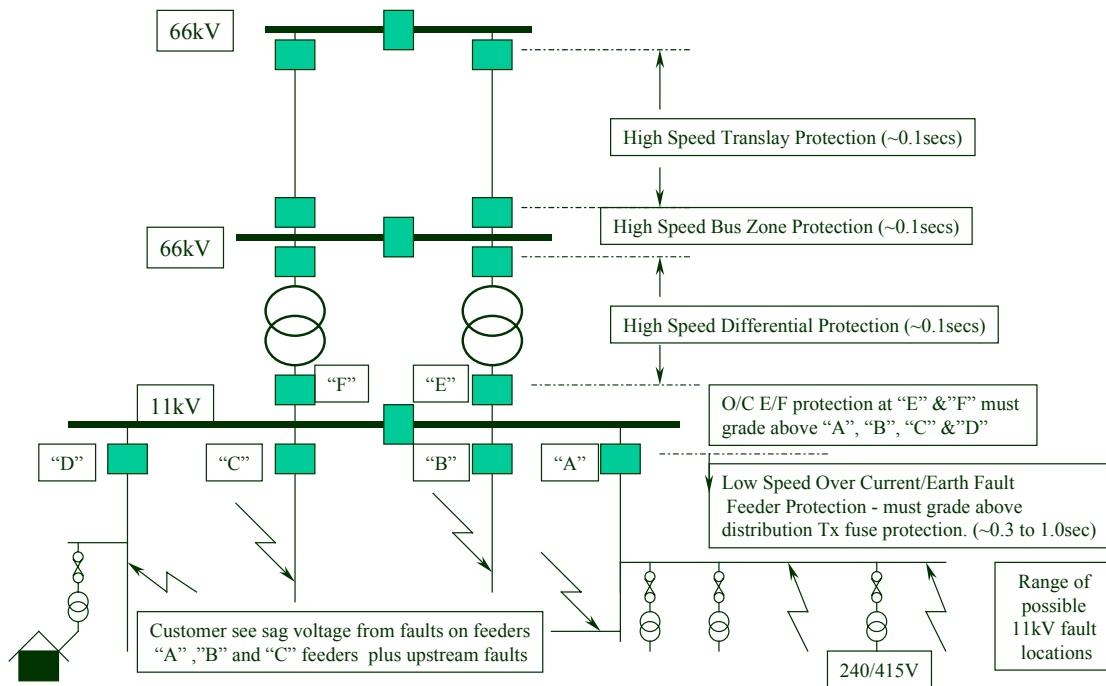 66kV
High Speed Translay Protection (~0.1secs)
High Speed Bus Zone Protection (~0.1secs)
66kV
High Speed Differential Protection (~0.1secs)
“F”
“E”
11kV
O/C E/F protection at “E” &”F” must
grade above “A”, “B”, “C” &”D”
“D”
“C”
“B”
“A”
Low Speed Over Current/Earth Fault
Feeder Protection - must grade above
distribution Tx fuse protection. (~0.3 to 1.0sec)
Range of
possible
11kV fault
locations
Customer see sag voltage from faults on feeders
“A” ,”B” and “C” feeders plus upstream faults
240/415V